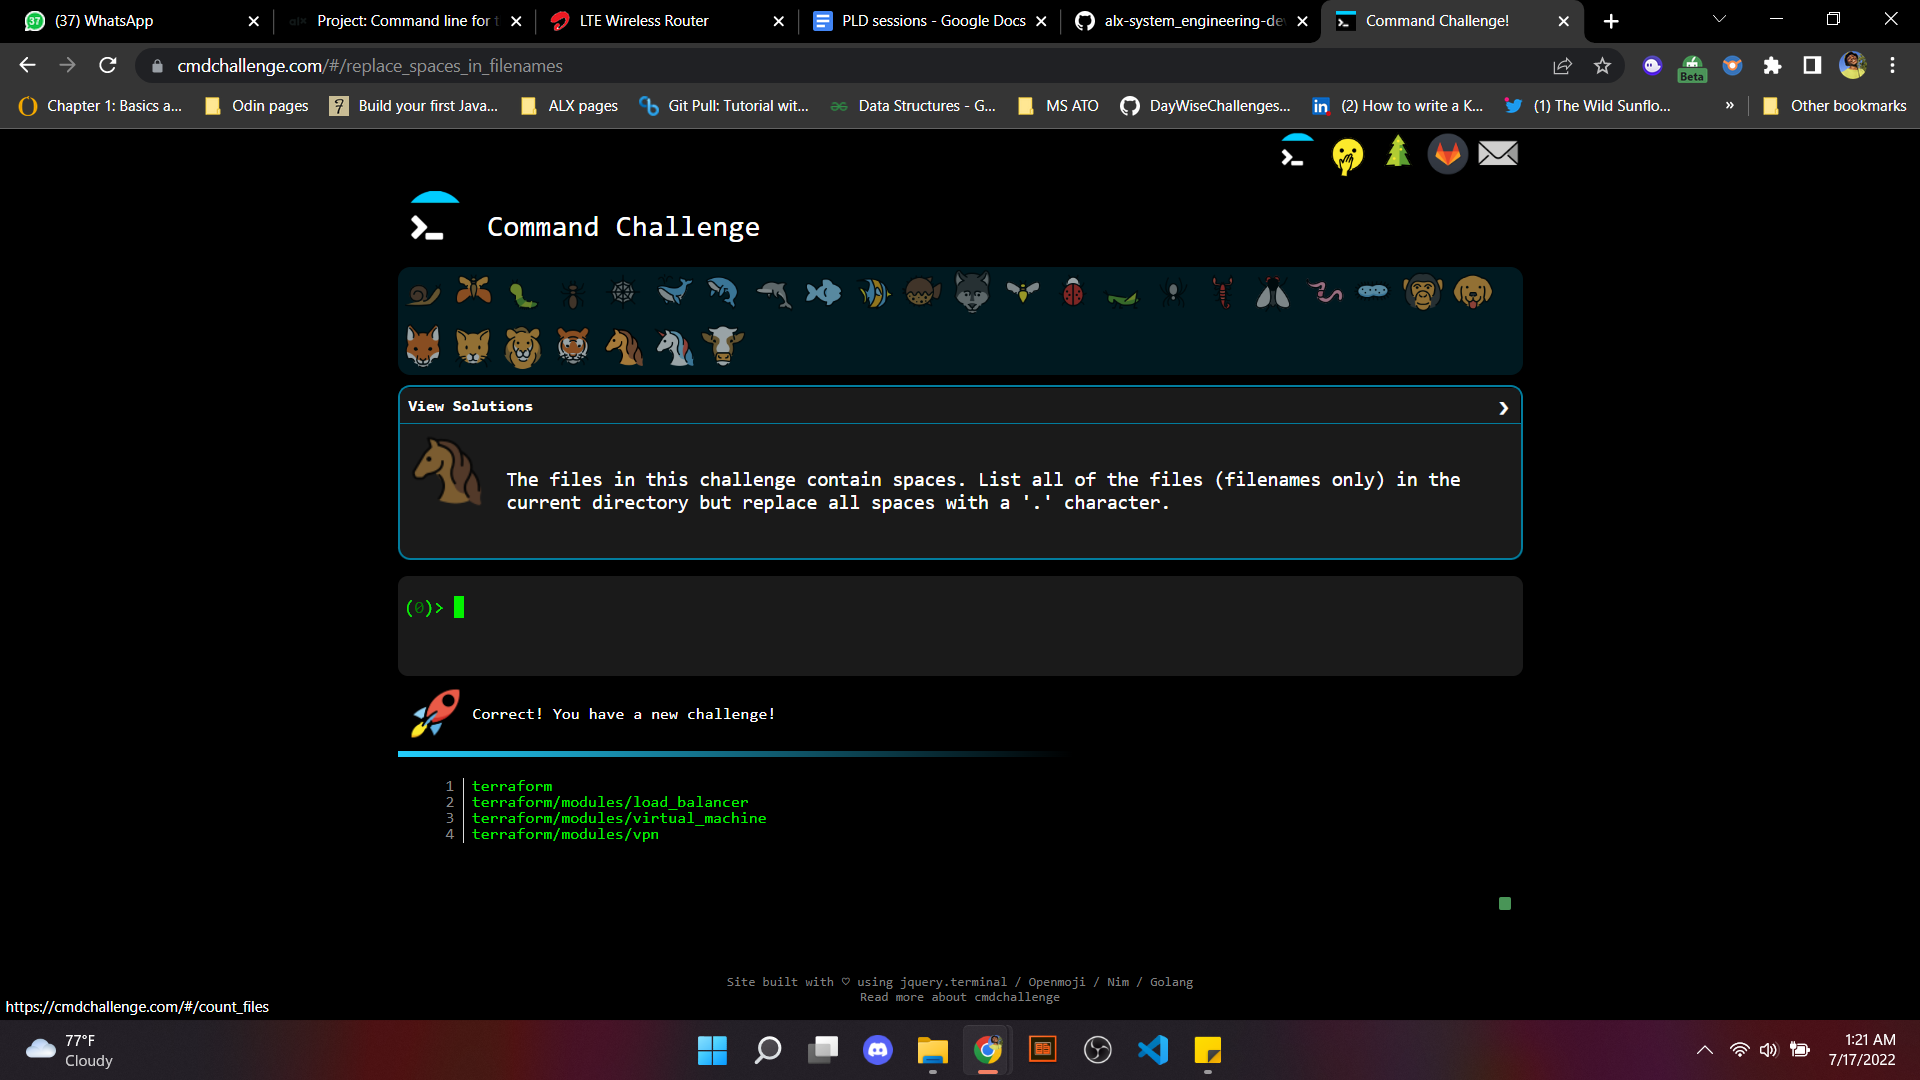 (37) WhatsApp
Project: Command line for t
LTE Wireless Router
PLD sessions - Google Docs
alx-system_engineering-de
Command Challenge!
cmdchallenge.com/#/replace_spaces_in_filenames
Beta
Chapter 1: Basics a...
Odin pages
Build your first Java...
ALX pages
Git Pull: Tutorial wit...
Data Structures - G...
MS ATO
DayWiseChallenges...
(2) How to write a K...
(1) The Wild Sunflo...
»
Other bookmarks
Command Challenge
View Solutions
The files in this challenge contain spaces. List all of the files (filenames only) in the
current directory but replace all spaces with a '.' character.
(0)>
Correct! You have a new challenge!
1 terraform
2 terraform/modules/load_balancer
3 terraform/modules/virtual_machine
4 terraform/modules/vpn
Site built with ♡ using jquery.terminal / Openmoji / Nim / Golang
Read more about cmdchallenge
https://cmdchallenge.com/#/count_files
77°F
Cloudy
1:21 AM
7/17/2022